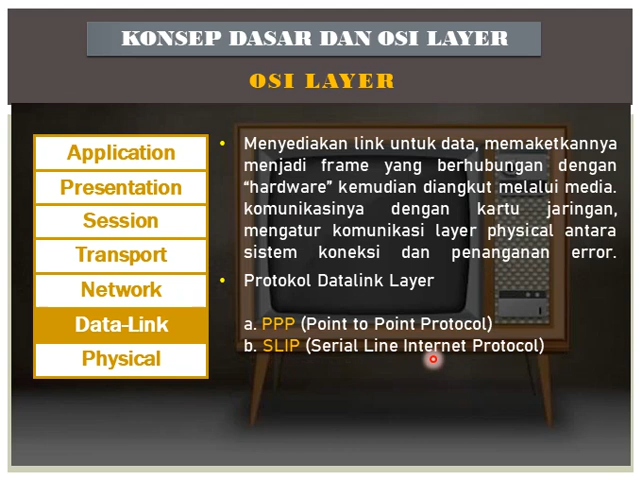 KONSEP DASAR DAN OSI LAYER
OSI LAYER
Application
Presentation
Session
Transport
Network
Data-Link
Physical
• Menyediakan link untuk data, memaketkannya
menjadi frame yang berhubungan dengan
“hardware” kemudian diangkut melalui media.
komunikasinya dengan kartu jaringan,
mengatur komunikasi layer physical antara
sistem koneksi dan penanganan error.
• Protokol Datalink Layer
a. PPP (Point to Point Protocol)
b. SLIP (Serial Line Internet Protocol)